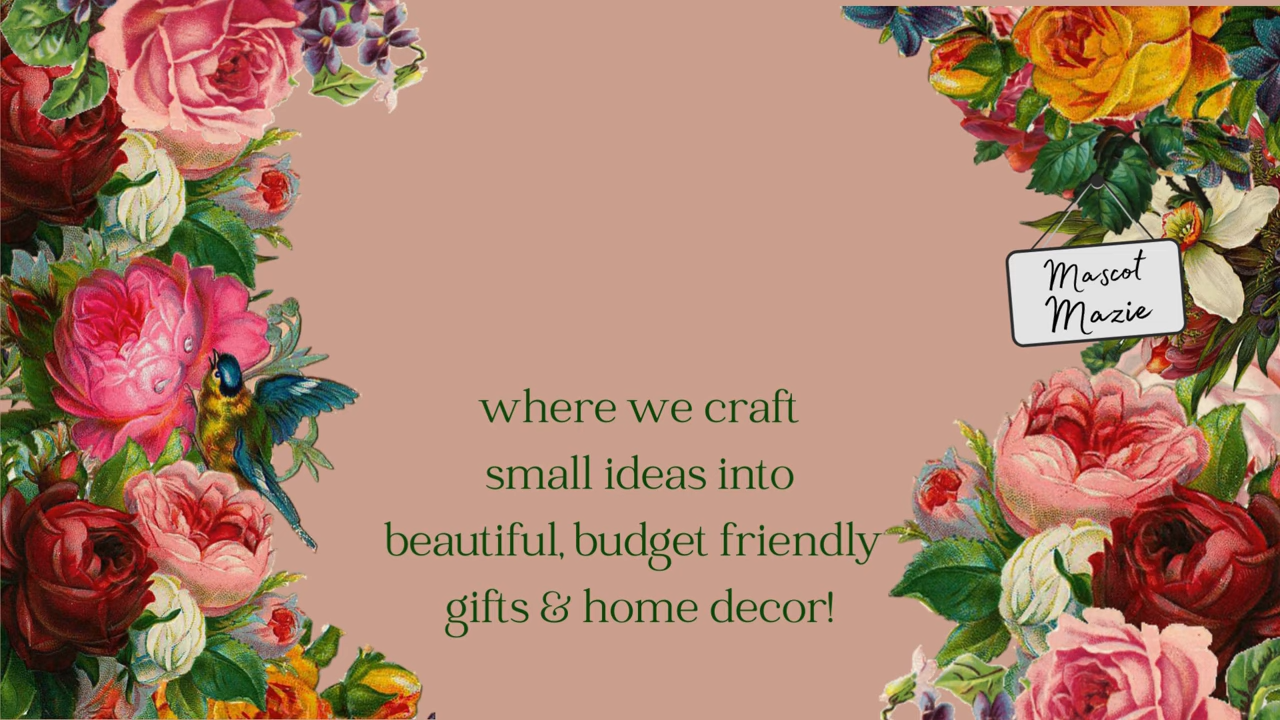 Mascot
Mazie
where we craft
small ideas into
beautiful, budget friendly
gifts & home decor!